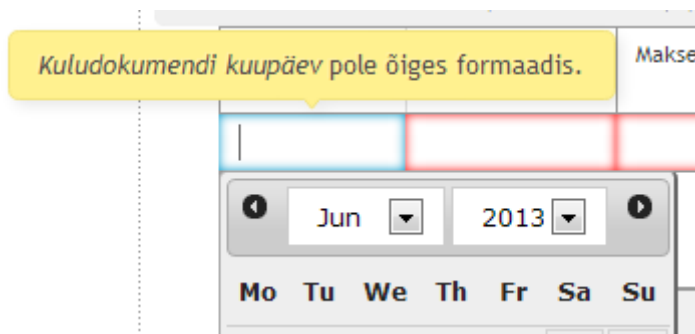 Kuludokumendi kuupäev pole õiges formaadis.
Makse
Jun 2013
Mo Tu We Th Fr Sa Su